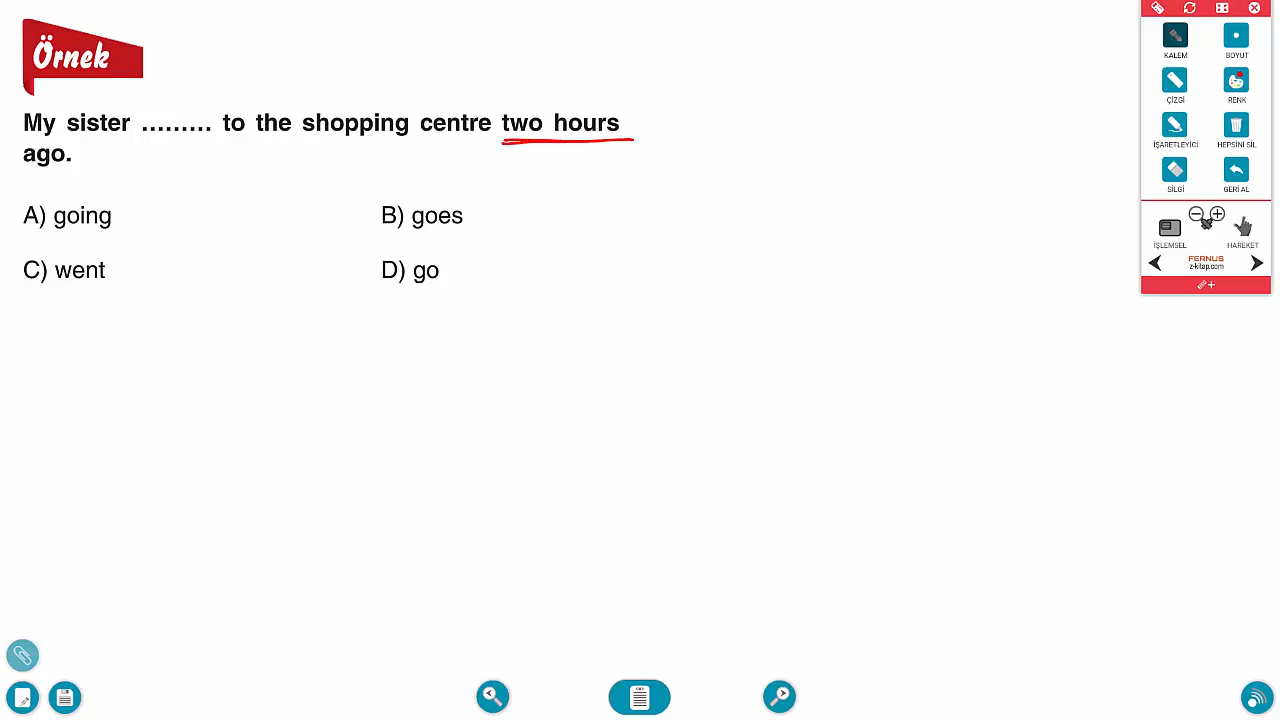 Örnek
My sister ......... to the shopping centre two hours
ago.
A) going
B) goes
C) went
D) go
KALEM
BOYUT
ÇİZGİ
RENK
İŞARETLEYİCİ
HEPSİNİ SİL
SİLGİ
GERİ AL
İŞLEMSEL
HAREKET
FERNUS
z-kitap.com